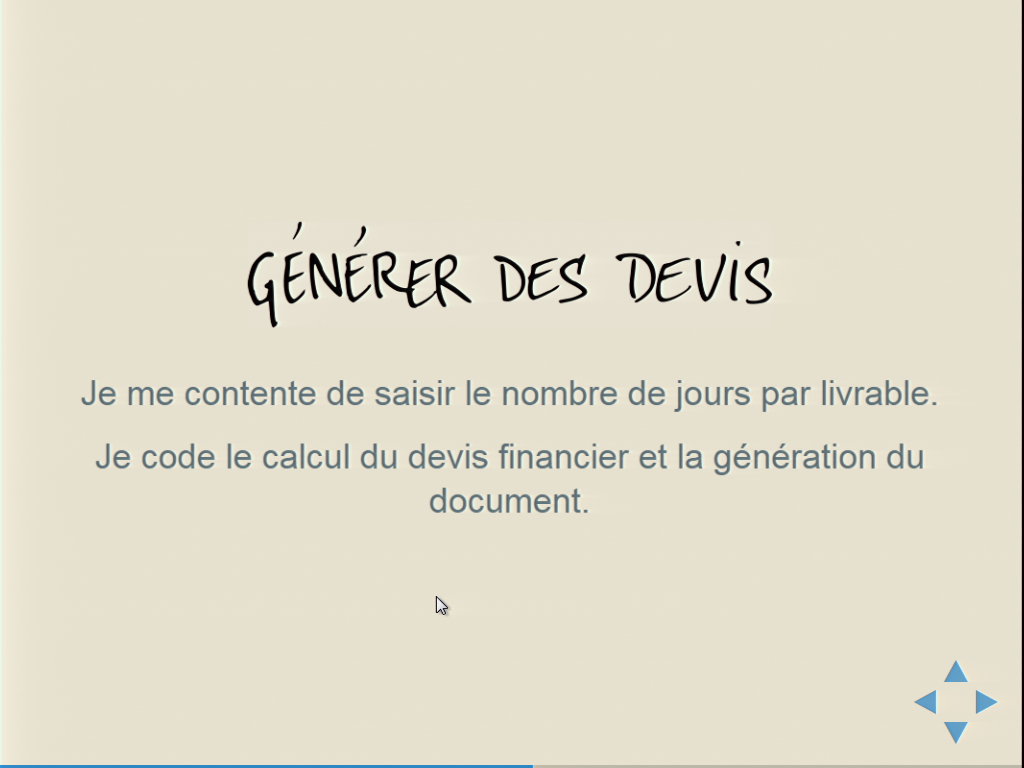 GÉNÉRER DES DEVIS
Je me contente de saisir le nombre de jours par livrable.
Je code le calcul du devis financier et la génération du
document.